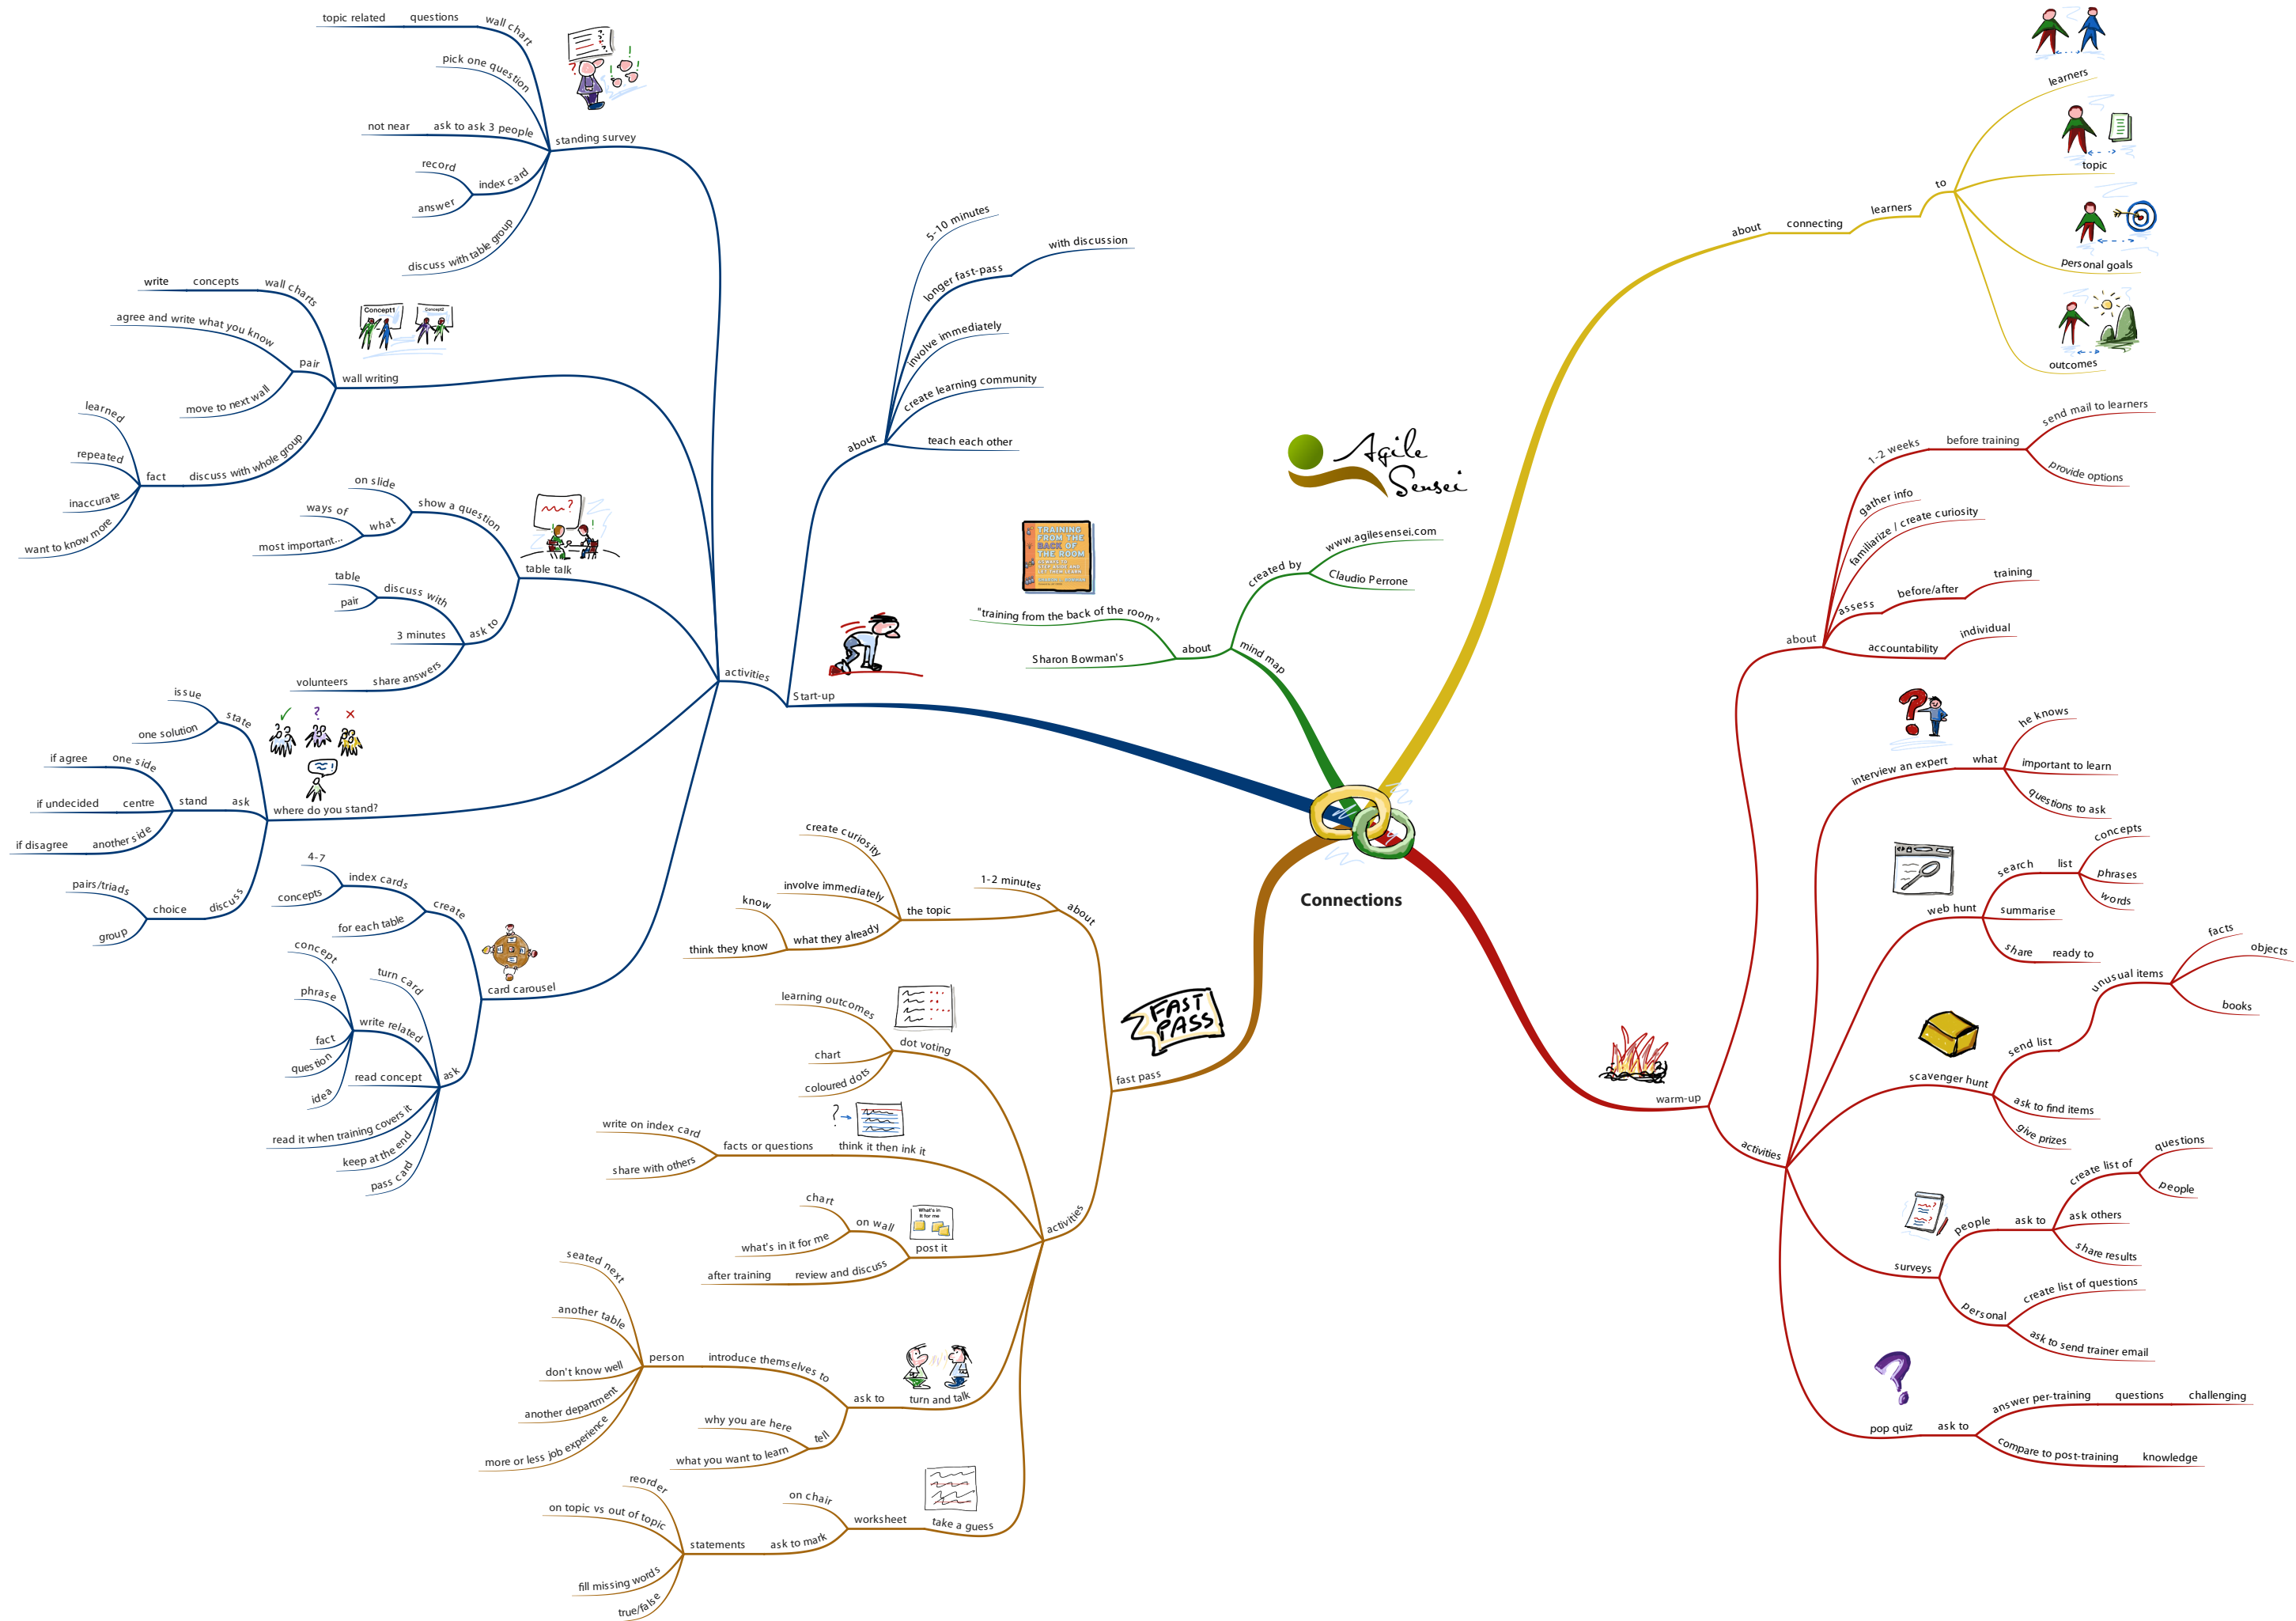 Connections
about
connecting
learners
to
learners
topic
personal goals
outcomes
warm-up
about
1-2 weeks
before training
send mail to learners
provide options
gather info
familiarize / create curiosity
assess
before/after
training
accountability
individual
activities
interview an expert
what
he knows
important to learn
questions to ask
web hunt
search
list
concepts
phrases
words
summarise
share
ready to
scavenger hunt
send list
unusual items
facts
objects
books
ask to find items
give prizes
surveys
people
ask to
create list of
questions
people
ask others
share results
personal
create list of questions
ask to send trainer email
pop quiz
ask to
answer per-training
questions
challenging
compare to post-training
knowledge
FAST
PASS
fast pass
about
1-2 minutes
the topic
create curiosity
involve immediately
what they already
know
think they know
activities
dot voting
learning outcomes
chart
coloured dots
think it then ink it
facts or questions
write on index card
share with others
post it
What's in
it for me
on wall
chart
what's in it for me
review and discuss
after training
turn and talk
ask to
introduce themselves to
person
seated next
another table
don't know well
another department
more or less job experience
tell
why you are here
what you want to learn
take a guess
worksheet
on chair
ask to mark
statements
reorder
on topic vs out of topic
fill missing words
true/false
Start-up
about
5-10 minutes
longer fast-pass
with discussion
involve immediately
create learning community
teach each other
activities
standing survey
wall chart
questions
topic related
pick one question
ask to ask 3 people
not near
index card
record
answer
discuss with table group
wall writing
Concept1
Concept2
wall charts
concepts
write
pair
agree and write what you know
move to next wall
discuss with whole group
fact
learned
repeated
inaccurate
want to know more
table talk
show a question
on slide
what
ways of
most important...
ask to
discuss with
table
pair
3 minutes
share answers
volunteers
where do you stand?
state
issue
one solution
ask
stand
one side
if agree
centre
if undecided
another side
if disagree
discuss
choice
pairs/triads
group
card carousel
create
index cards
4-7
concepts
for each table
ask
turn card
write related
concept
phrase
fact
question
idea
read concept
read it when training covers it
keep at the end
pass card
mind map
created by
www.agilesensei.com
Claudio Perrone
about
"training from the back of the room"
Sharon Bowman's
Agile
Sensei
TRAINING
FROM THE
BACK OF
THE ROOM